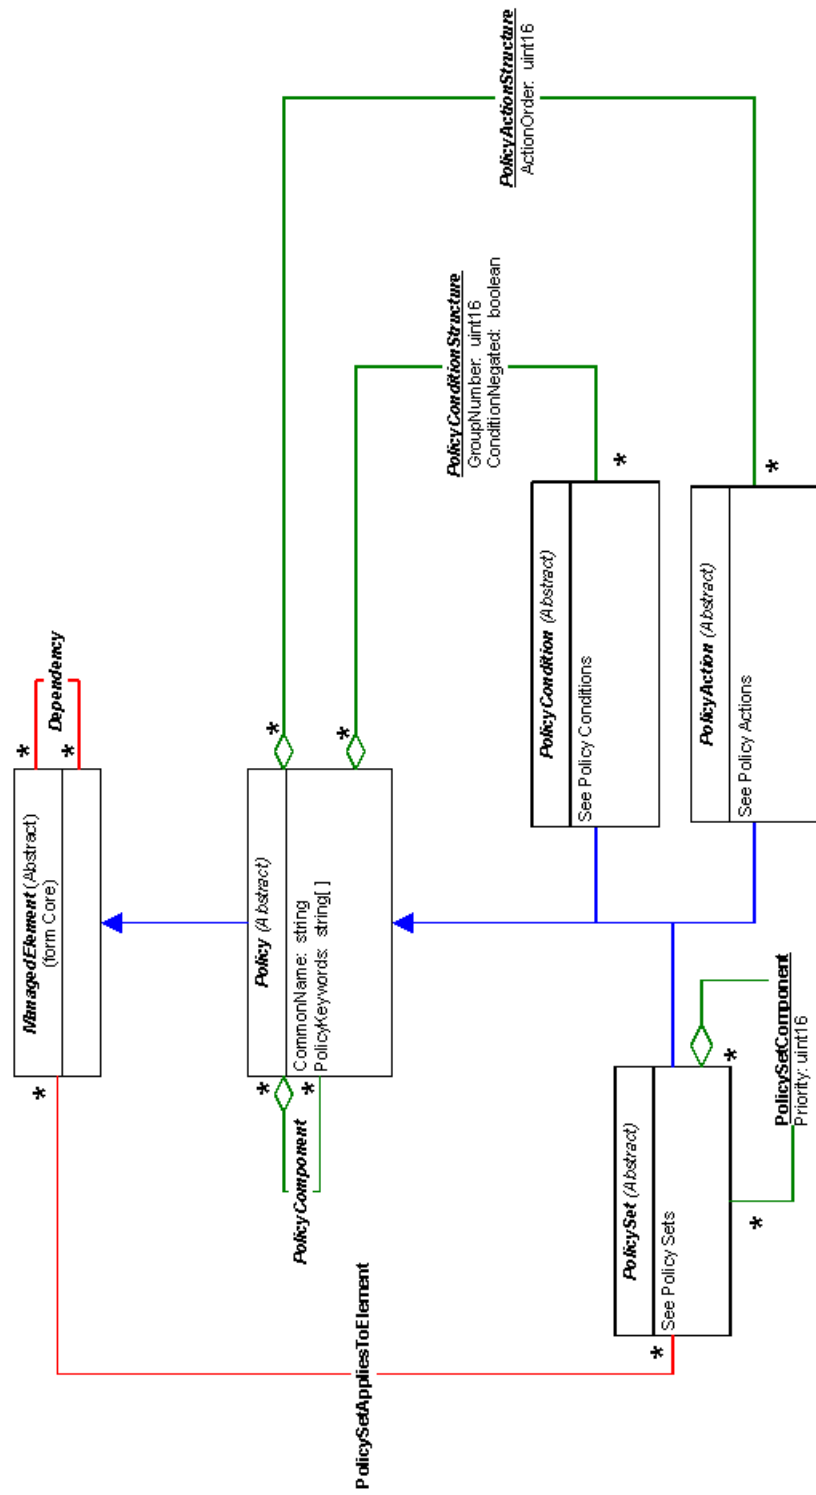 ManagedElement (Abstract)
(form Core)
Dependency
PolicySetAppliesToElement
*
*
*
*
Policy (Abstract)
CommonName: string
PolicyKeywords: string[ ]
PolicyComponent
*
*
*
*
PolicyActionStructure
ActionOrder: uint16
PolicyConditionStructure
GroupNumber: uint16
ConditionNegated: boolean
PolicySet (Abstract)
See Policy Sets
*
*
PolicySetComponent
Priority: uint16
PolicyCondition (Abstract)
See Policy Conditions
*
PolicyAction (Abstract)
See Policy Actions
*